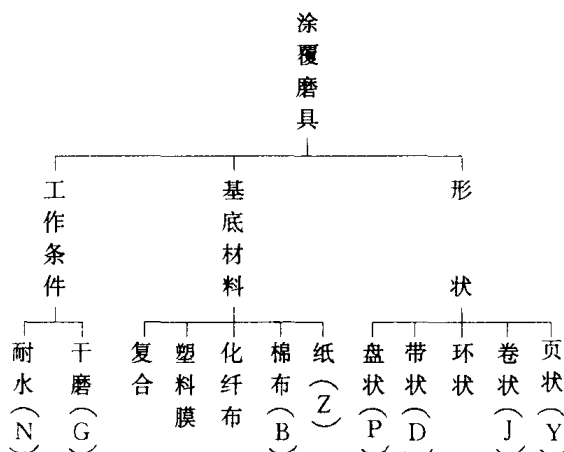 涂覆磨具
工作条件
基底材料
形状
耐水(N)
干磨(G)
复合
塑料膜
化纤布
棉布(B)
纸(Z)
盘状(P)
带状(D)
环状
卷状(J)
页状(Y)